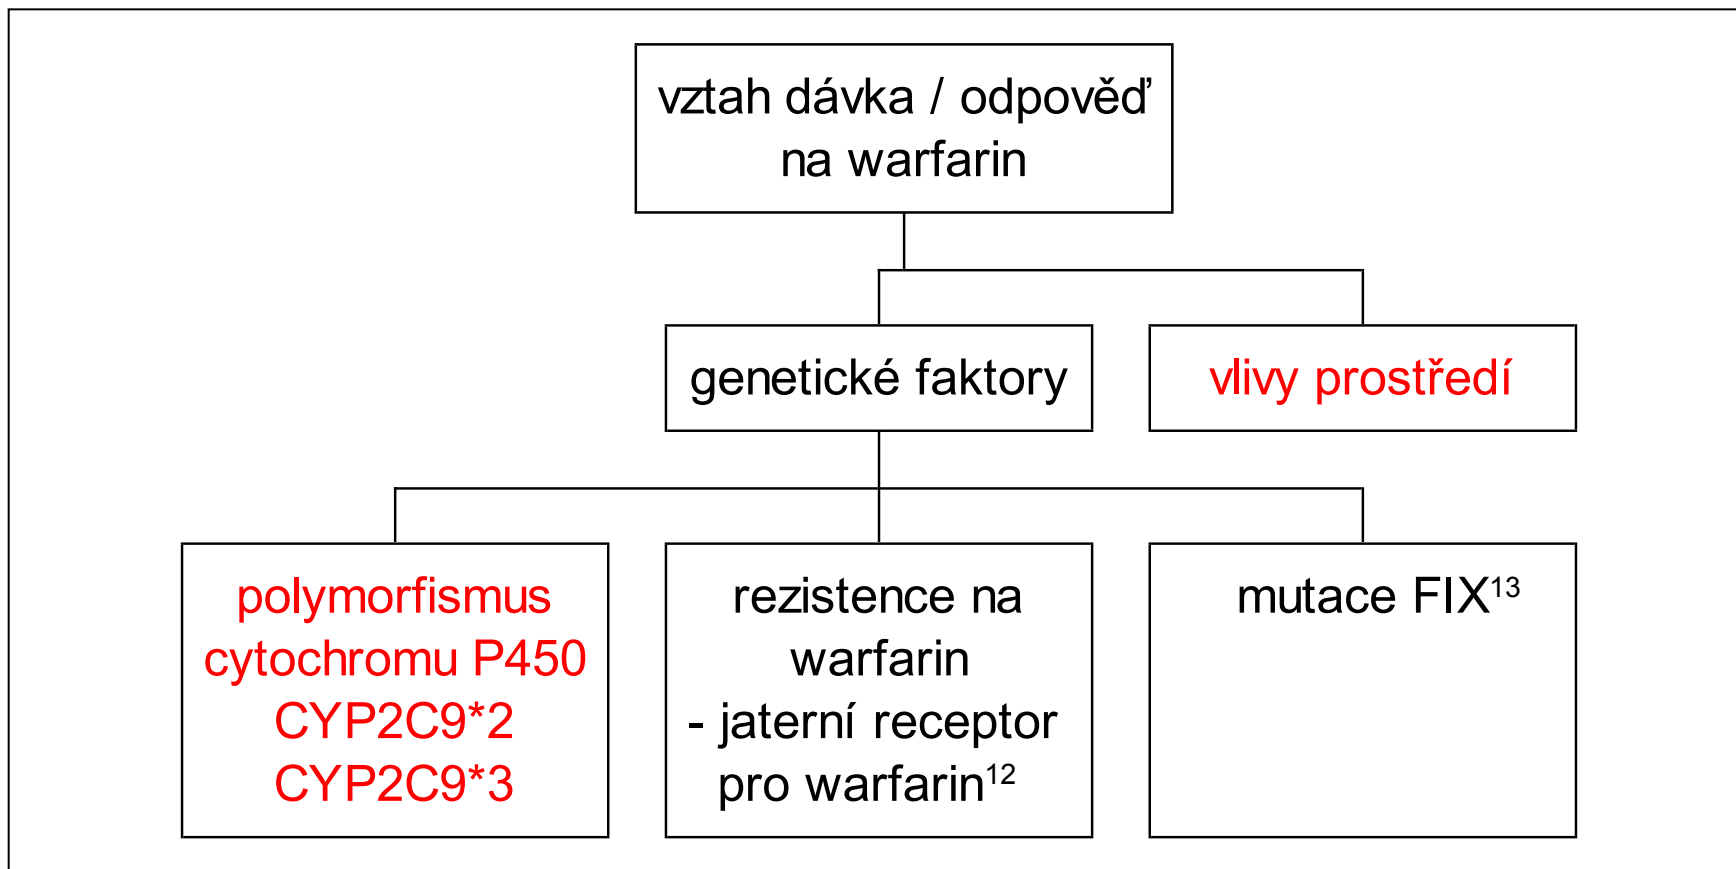 vztah dávka / odpověď
na warfarin
genetické faktory
vlivy prostředí
polymorfismus
cytochromu P450
CYP2C9*2
CYP2C9*3
rezistence na
warfarin
- jaterní receptor
pro warfarin¹²
mutace FIX¹³